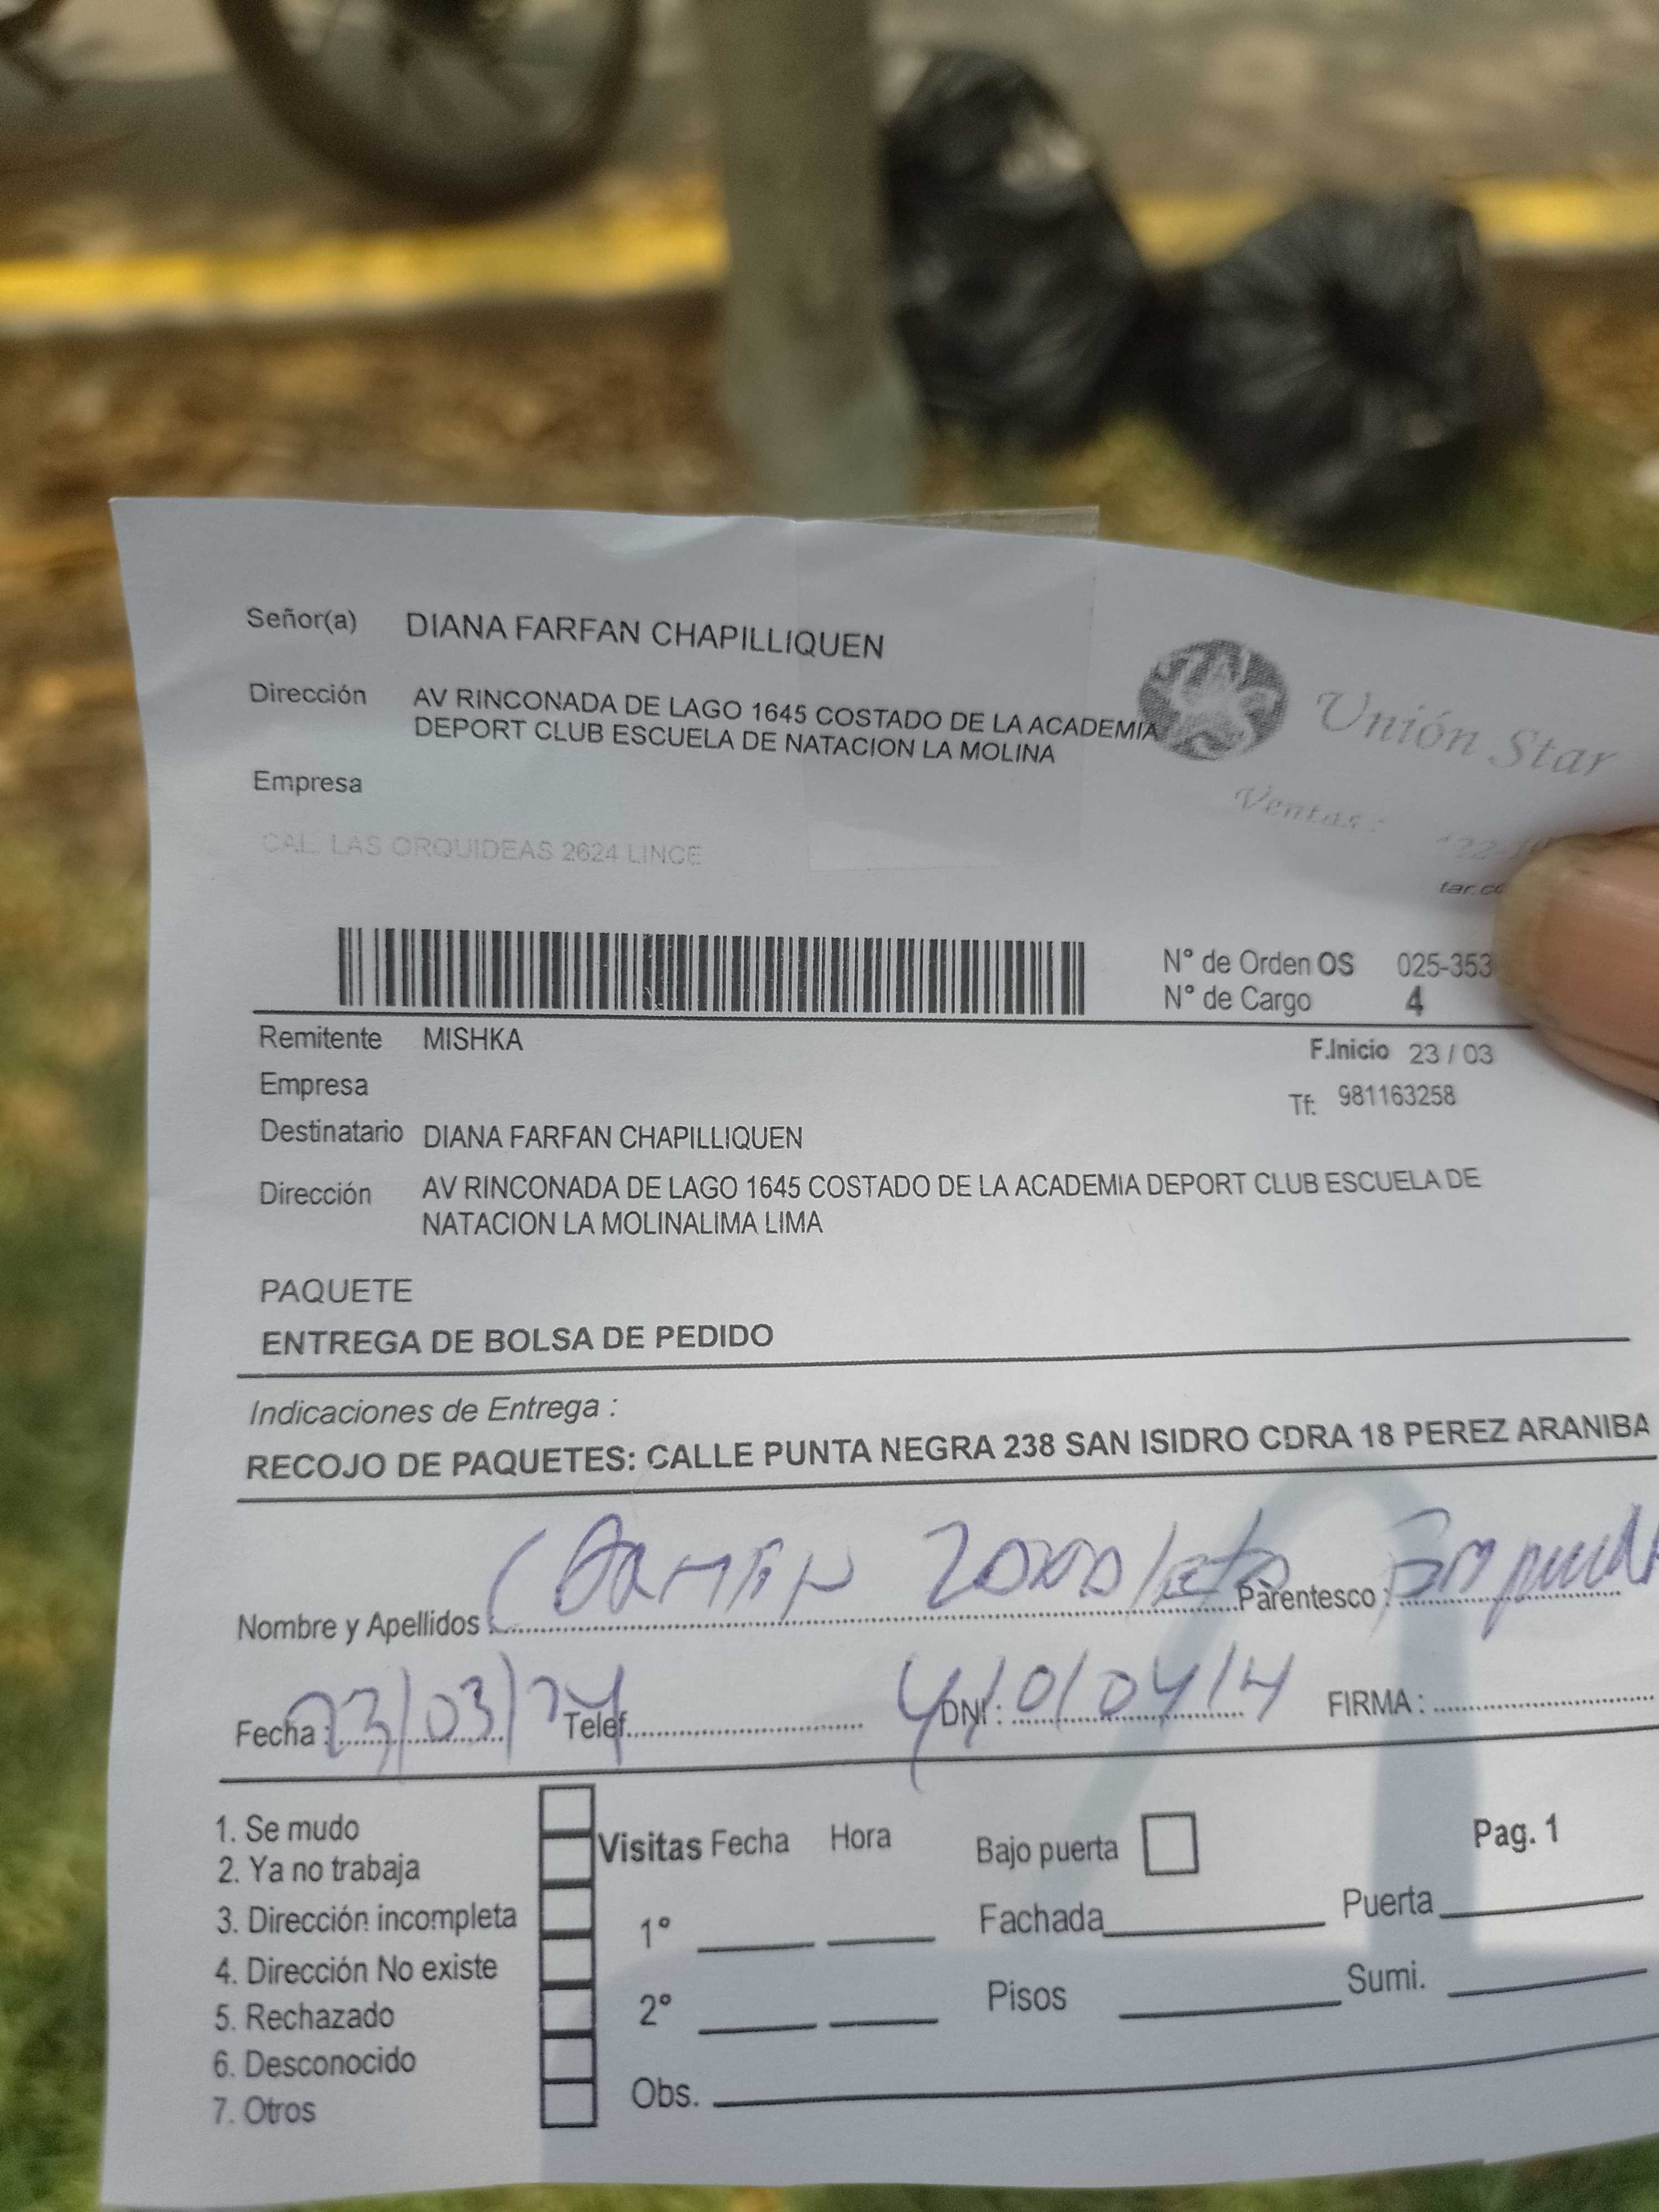 Señor(a) DIANA FARFAN CHAPILLIQUEN
Dirección AV RINCONADA DE LAGO 1645 COSTADO DE LA ACADEMIA
DEPORT CLUB ESCUELA DE NATACION LA MOLINA
Unión Star
Empresa
Ventas:
CAL. LAS ORQUIDEAS 2624 LINCE
tar.co
N° de Orden OS 025-353
N° de Cargo 4
Remitente MISHKA
F.Inicio 23 / 03
Empresa
Tf: 981163258
Destinatario DIANA FARFAN CHAPILLIQUEN
Dirección AV RINCONADA DE LAGO 1645 COSTADO DE LA ACADEMIA DEPORT CLUB ESCUELA DE
NATACION LA MOLINALIMA LIMA
PAQUETE
ENTREGA DE BOLSA DE PEDIDO
Indicaciones de Entrega :
RECOJO DE PAQUETES: CALLE PUNTA NEGRA 238 SAN ISIDRO CDRA 18 PEREZ ARANIBA
Nombre y Apellidos : Parentesco :
Fecha : 23/03/24 Telef. DNI : FIRMA :
1. Se mudo
2. Ya no trabaja
3. Dirección incompleta
4. Dirección No existe
5. Rechazado
6. Desconocido
7. Otros
Visitas Fecha Hora
1°
2°
Obs.
Bajo puerta
Pag. 1
Fachada Puerta
Pisos Sumi.